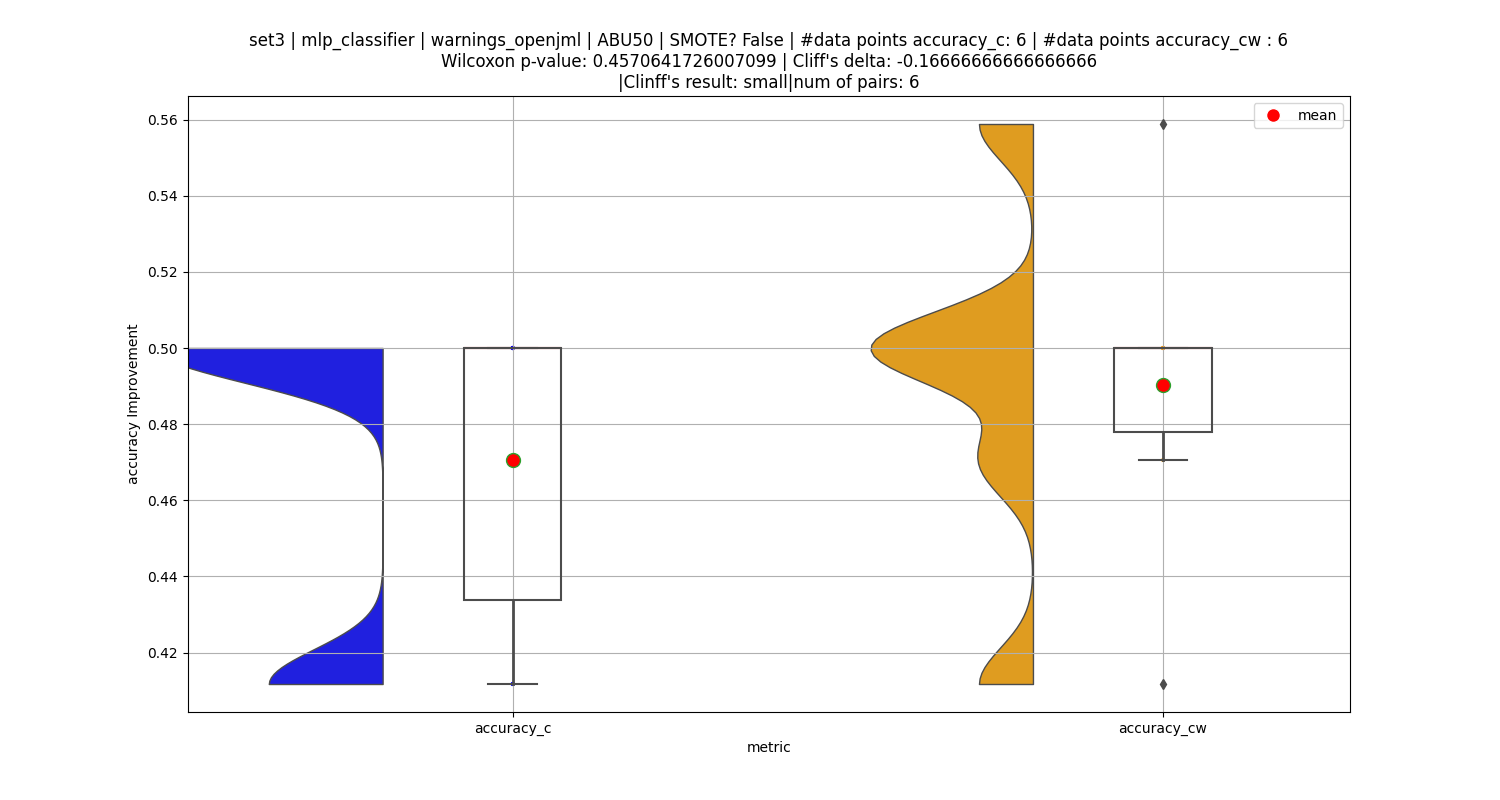 set3 | mlp_classifier | warnings_openjml | ABU50 | SMOTE? False | #data points accuracy_c: 6 | #data points accuracy_cw : 6
Wilcoxon p-value: 0.4570641726007099 | Cliff's delta: -0.16666666666666666
|Clinff's result: small|num of pairs: 6
mean
0.56
0.54
0.52
0.50
0.48
0.46
0.44
0.42
accuracy Improvement
accuracy_c
accuracy_cw
metric